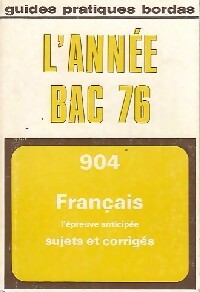 guides pratiques bordas
L'ANNÉE
BAC 76
904
Français
l'épreuve anticipée
sujets et corrigés